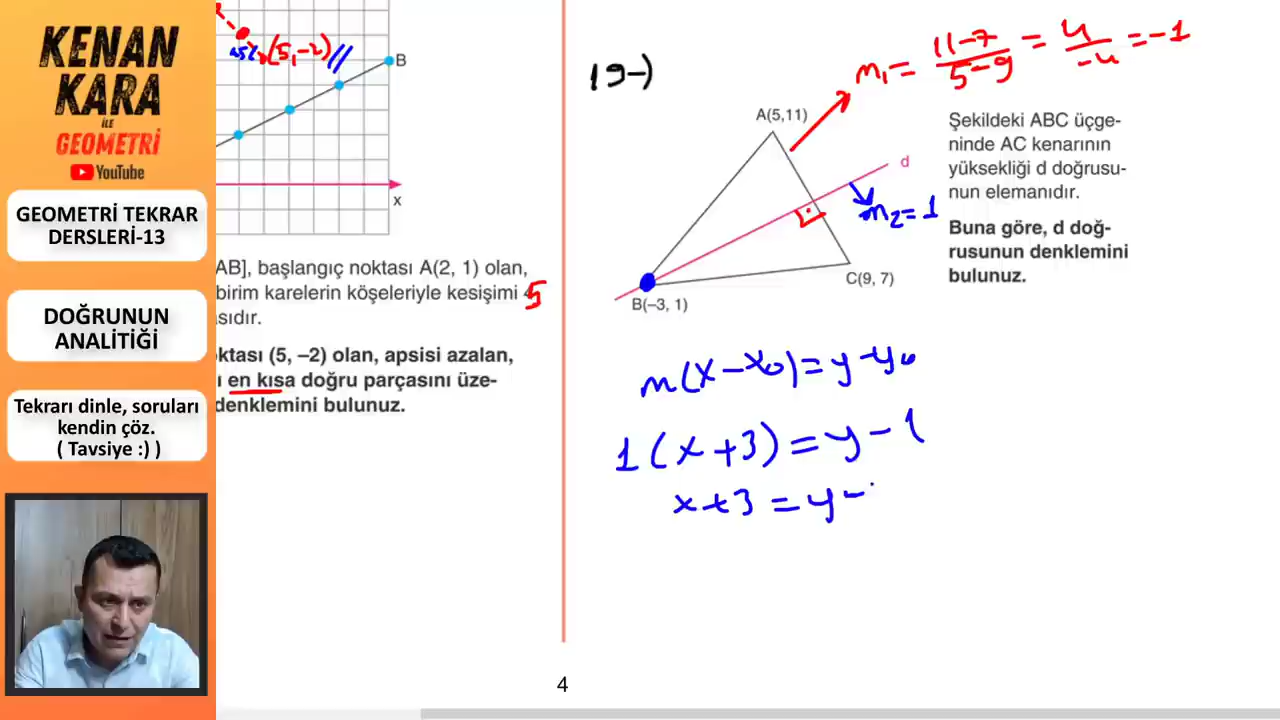 KENAN
KARA
İLE
GEOMETRİ
YouTube
GEOMETRİ TEKRAR
DERSLERİ-13
DOĞRUNUN
ANALİTİĞİ
Tekrarı dinle, soruları
kendin çöz.
( Tavsiye :) )
(5,-2)//
B
x
AB], başlangıç noktası A(2, 1) olan,
birim karelerin köşeleriyle kesişimi 5
sıdır.
ktası (5, –2) olan, apsisi azalan,
ı en kısa doğru parçasını üze-
denklemini bulunuz.
19-)
m₁ = 11-7/5-9 = 4/-4 = -1
A(5,11)
d
m₂ = 1
C(9, 7)
B(–3, 1)
Şekildeki ABC üçge-
ninde AC kenarının
yüksekliği d doğrusu-
nun elemanıdır.
Buna göre, d doğ-
rusunun denklemini
bulunuz.
m(x-x₀) = y-y₀
1(x+3) = y-1
x+3 = y-
4